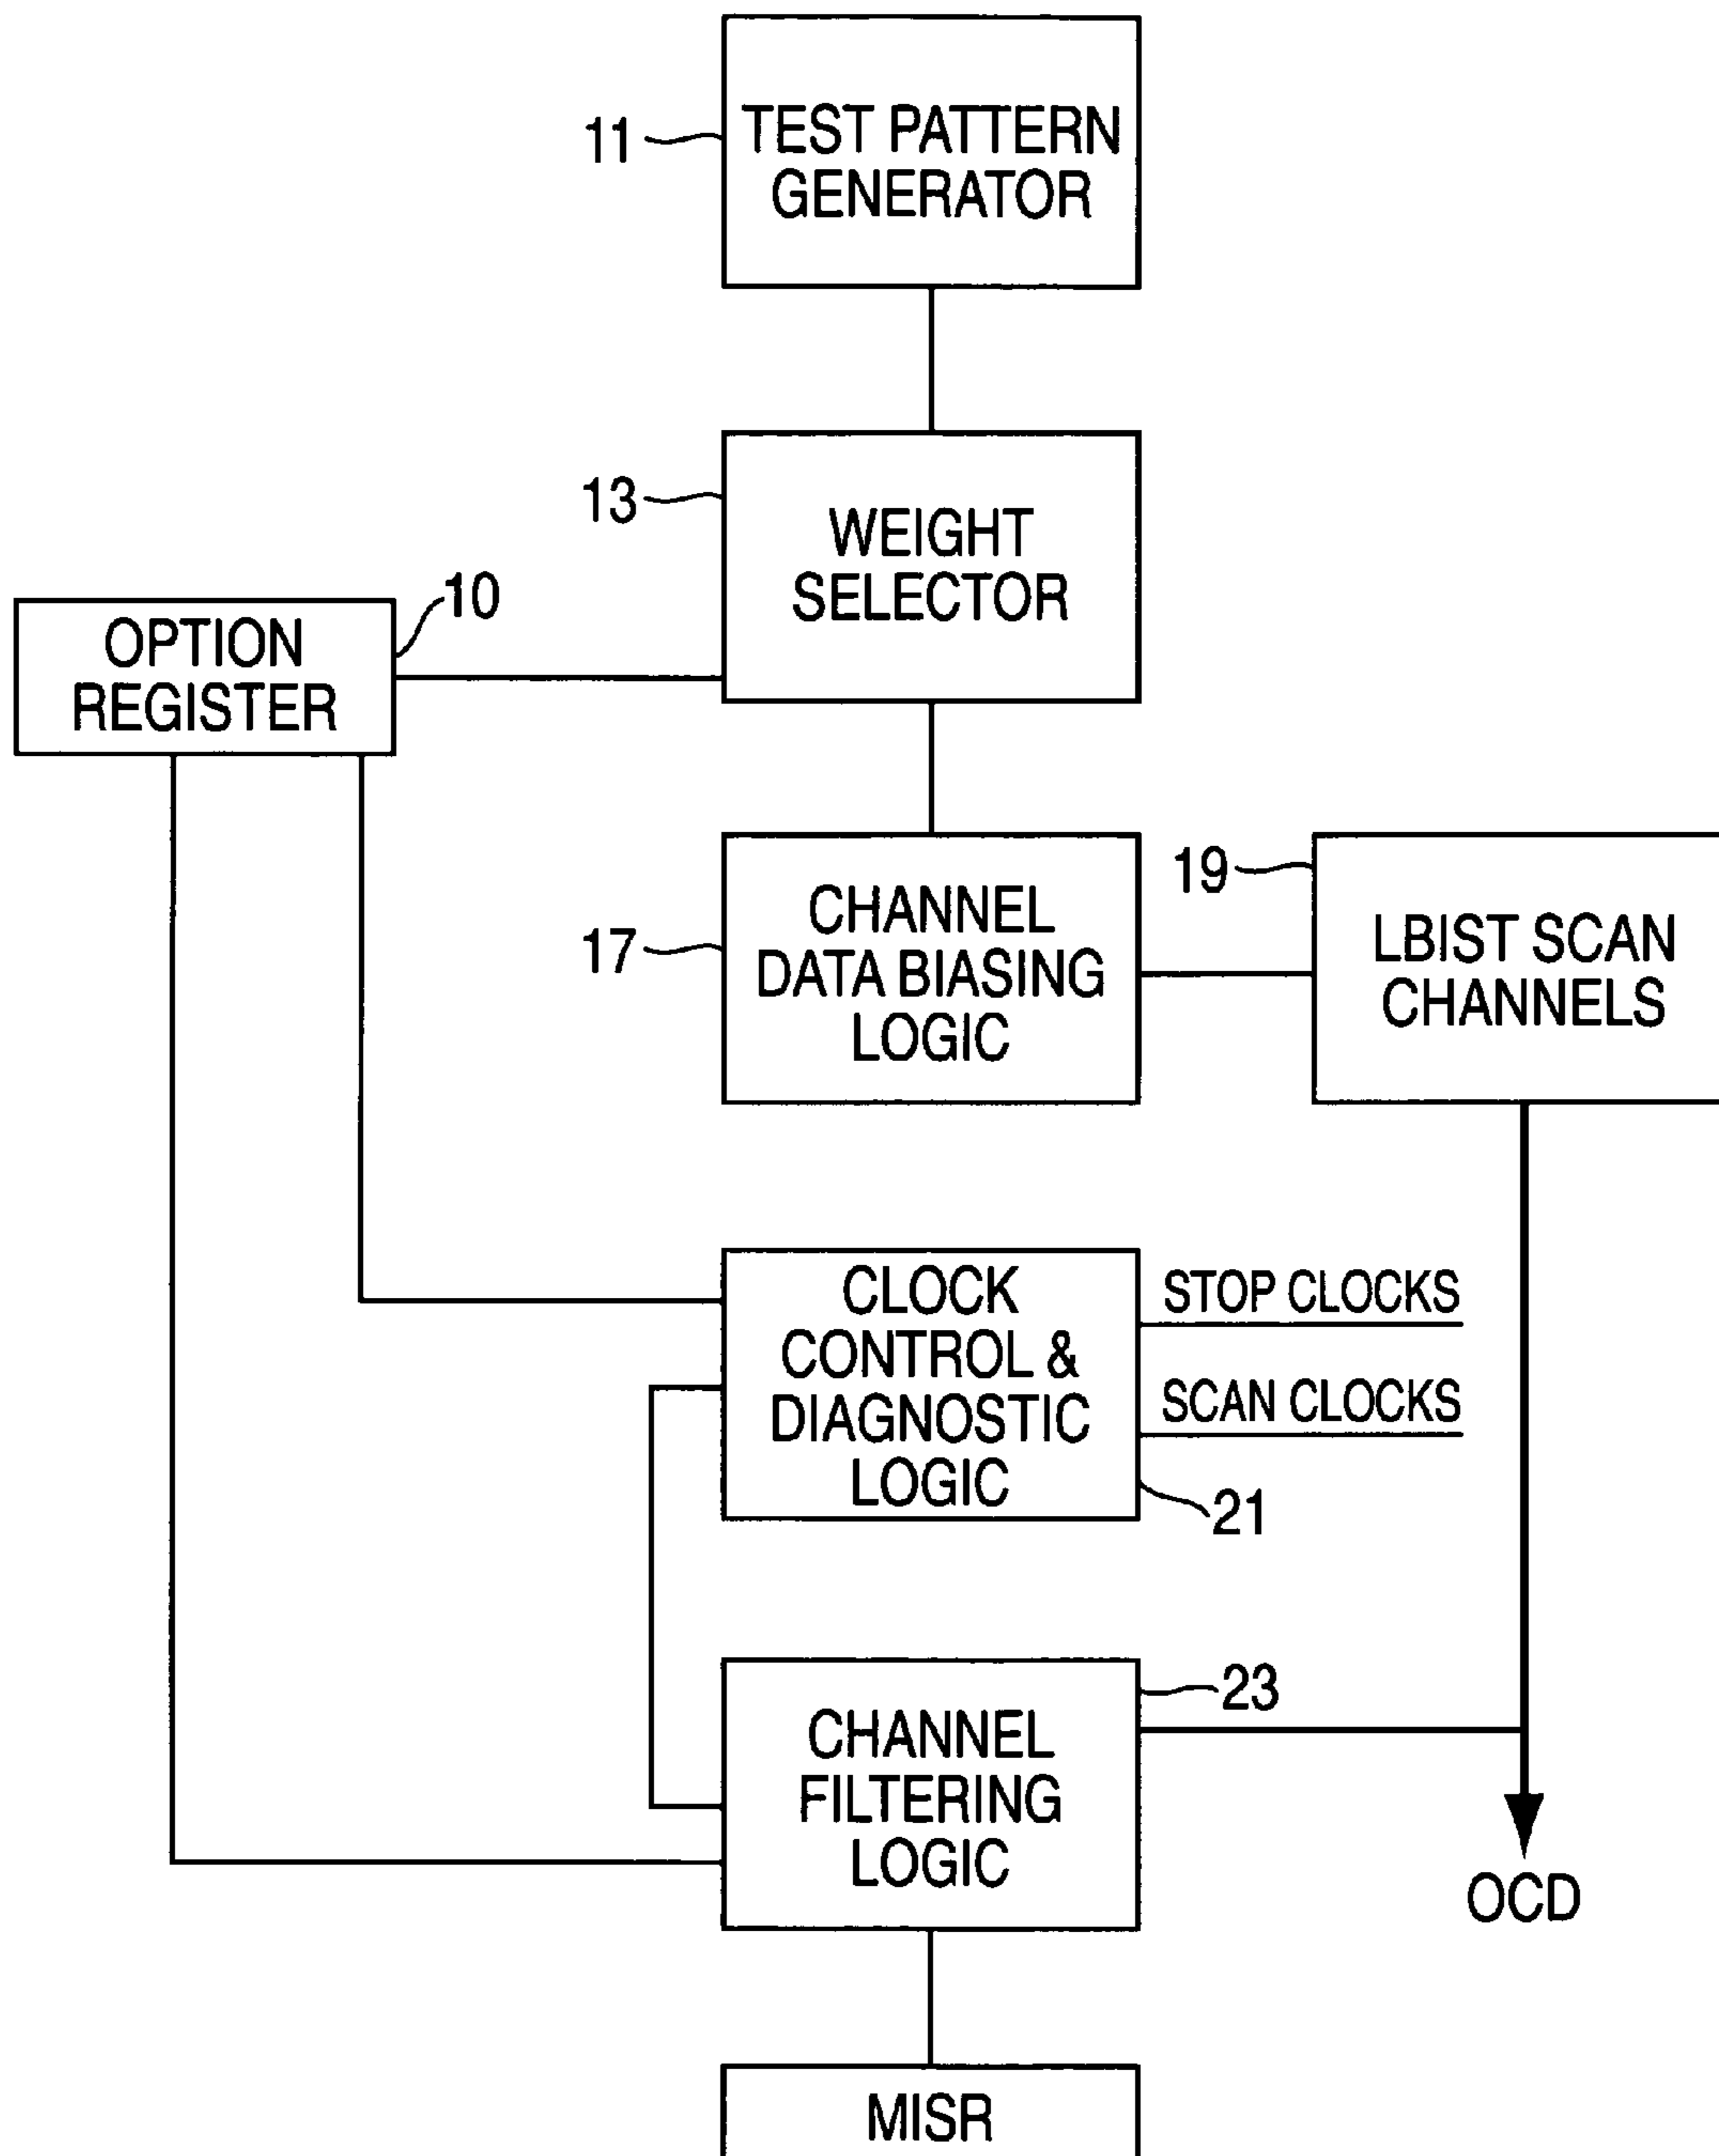 11
TEST PATTERN
GENERATOR
13
WEIGHT
SELECTOR
OPTION
REGISTER
10
17
CHANNEL
DATA BIASING
LOGIC
19
LBIST SCAN
CHANNELS
CLOCK
CONTROL &
DIAGNOSTIC
LOGIC
STOP CLOCKS
SCAN CLOCKS
21
CHANNEL
FILTERING
LOGIC
23
OCD
MISR